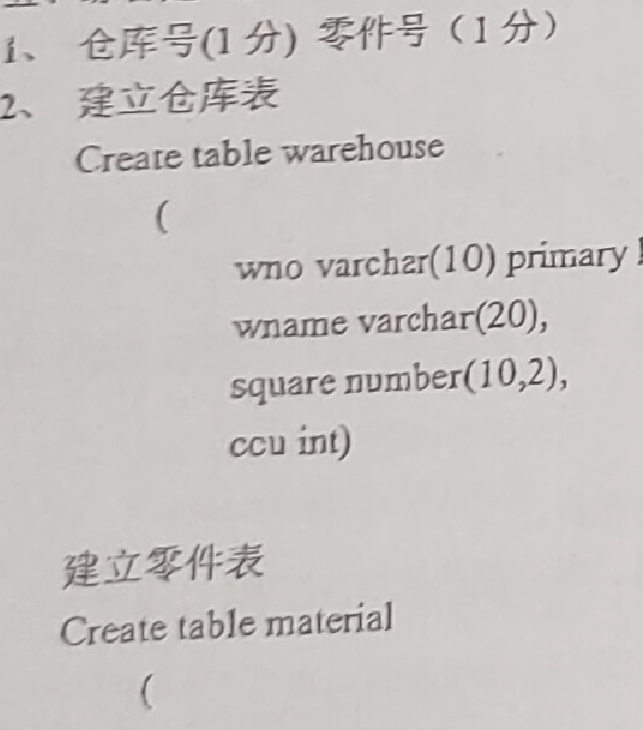 1、 仓库号(1 分) 零件号（1 分）
2、 建立仓库表
Create table warehouse
(
wno varchar(10) primary
wname varchar(20),
square number(10,2),
ccu int)
建立零件表
Create table material
(